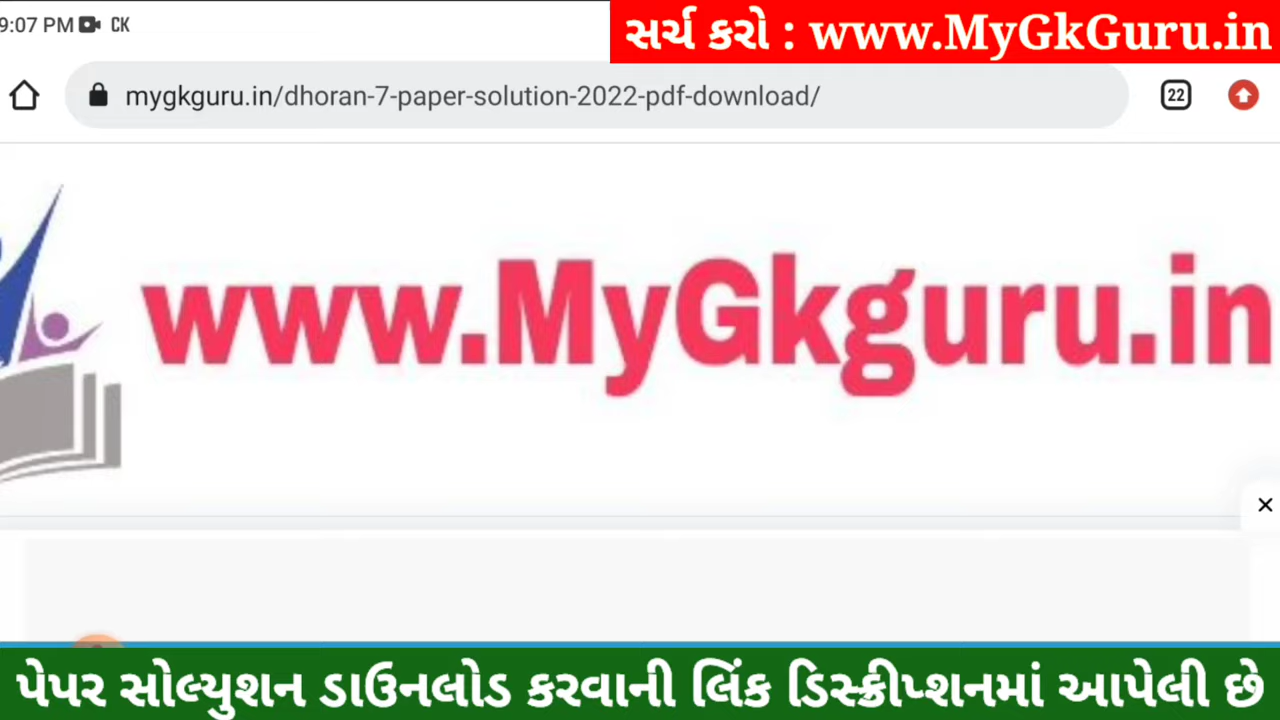 9:07 PM CK
સર્ચ કરો : www.MyGkGuru.in
mygkguru.in/dhoran-7-paper-solution-2022-pdf-download/
22
www.MyGkguru.in
પેપર સોલ્યુશન ડાઉનલોડ કરવાની લિંક ડિસ્ક્રીપ્શનમાં આપેલી છે